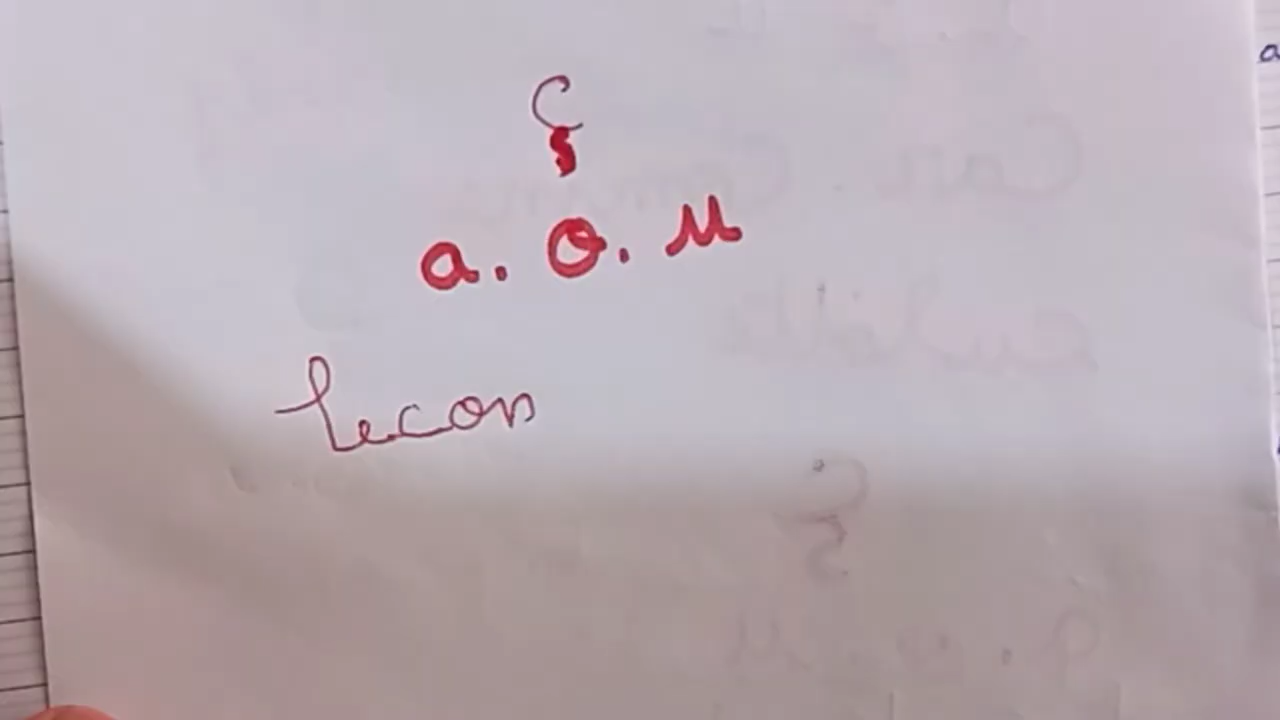 ç
a. o. u
lecon